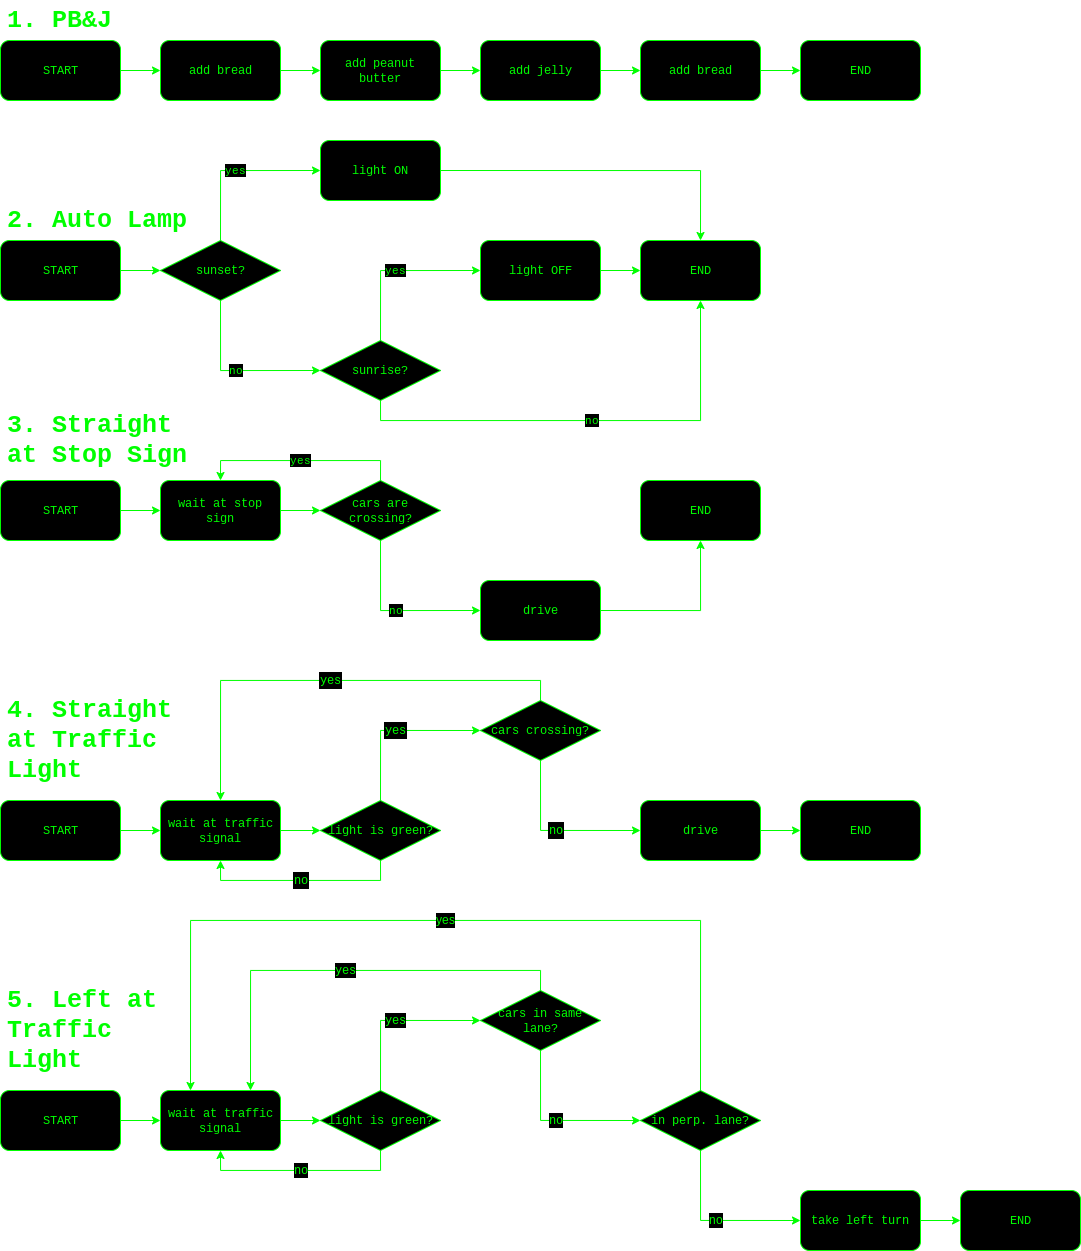 1. PB&J
START
add bread
add peanut
butter
add jelly
add bread
END
yes
light ON
2. Auto Lamp
START
sunset?
yes
light OFF
END
no
sunrise?
no
3. Straight
at Stop Sign
yes
START
wait at stop
sign
cars are
crossing?
END
no
drive
yes
4. Straight
at Traffic
Light
yes
cars crossing?
START
wait at traffic
signal
light is green?
no
drive
END
no
yes
yes
5. Left at
Traffic
Light
yes
cars in same
lane?
START
wait at traffic
signal
light is green?
no
in perp. lane?
no
no
take left turn
END